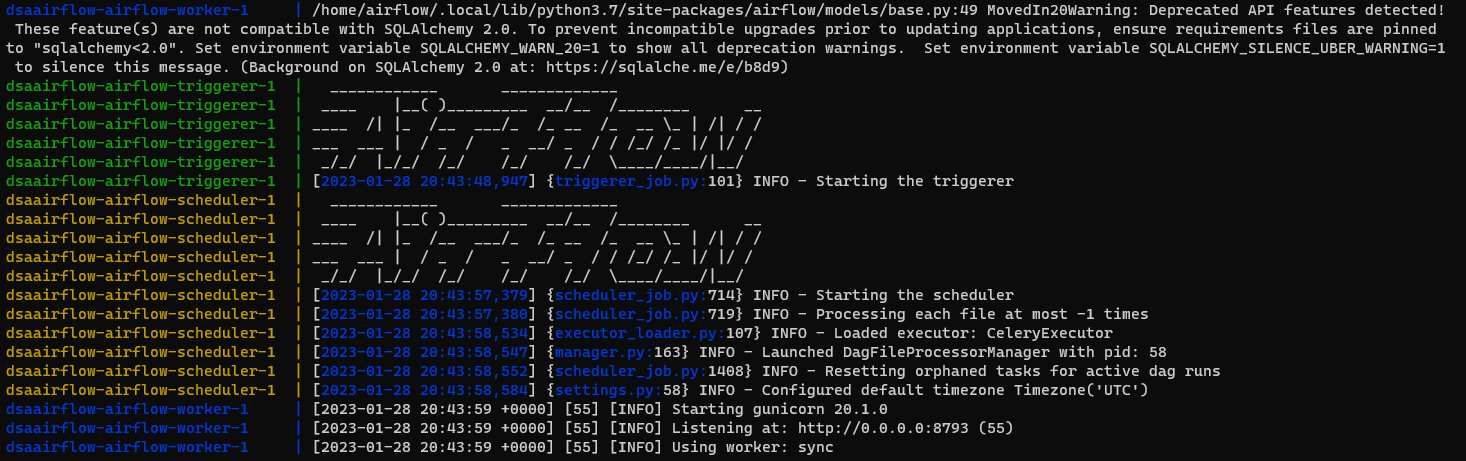 dsaairflow-airflow-worker-1     | /home/airflow/.local/lib/python3.7/site-packages/airflow/models/base.py:49 MovedIn20Warning: Deprecated API features detected!
 These feature(s) are not compatible with SQLAlchemy 2.0. To prevent incompatible upgrades prior to updating applications, ensure requirements files are pinned
to "sqlalchemy<2.0". Set environment variable SQLALCHEMY_WARN_20=1 to show all deprecation warnings.  Set environment variable SQLALCHEMY_SILENCE_UBER_WARNING=1
 to silence this message. (Background on SQLAlchemy 2.0 at: https://sqlalche.me/e/b8d9)
dsaairflow-airflow-triggerer-1  |   ____________       _____________
dsaairflow-airflow-triggerer-1  |  ____    |__( )_________  __/__  /________      __
dsaairflow-airflow-triggerer-1  | ____  /| |_  /__  ___/_  /_ __  /_  __ \_ | /| / /
dsaairflow-airflow-triggerer-1  | ___  ___ |  / _  /   _  __/ _  / / /_/ /_ |/ |/ /
dsaairflow-airflow-triggerer-1  |  _/_/  |_/_/  /_/    /_/    /_/  \____/____/|__/
dsaairflow-airflow-triggerer-1  | [2023-01-28 20:43:48,947] {triggerer_job.py:101} INFO - Starting the triggerer
dsaairflow-airflow-scheduler-1  |   ____________       _____________
dsaairflow-airflow-scheduler-1  |  ____    |__( )_________  __/__  /________      __
dsaairflow-airflow-scheduler-1  | ____  /| |_  /__  ___/_  /_ __  /_  __ \_ | /| / /
dsaairflow-airflow-scheduler-1  | ___  ___ |  / _  /   _  __/ _  / / /_/ /_ |/ |/ /
dsaairflow-airflow-scheduler-1  |  _/_/  |_/_/  /_/    /_/    /_/  \____/____/|__/
dsaairflow-airflow-scheduler-1  | [2023-01-28 20:43:57,379] {scheduler_job.py:714} INFO - Starting the scheduler
dsaairflow-airflow-scheduler-1  | [2023-01-28 20:43:57,380] {scheduler_job.py:719} INFO - Processing each file at most -1 times
dsaairflow-airflow-scheduler-1  | [2023-01-28 20:43:58,534] {executor_loader.py:107} INFO - Loaded executor: CeleryExecutor
dsaairflow-airflow-scheduler-1  | [2023-01-28 20:43:58,547] {manager.py:163} INFO - Launched DagFileProcessorManager with pid: 58
dsaairflow-airflow-scheduler-1  | [2023-01-28 20:43:58,552] {scheduler_job.py:1408} INFO - Resetting orphaned tasks for active dag runs
dsaairflow-airflow-scheduler-1  | [2023-01-28 20:43:58,584] {settings.py:58} INFO - Configured default timezone Timezone('UTC')
dsaairflow-airflow-worker-1     | [2023-01-28 20:43:59 +0000] [55] [INFO] Starting gunicorn 20.1.0
dsaairflow-airflow-worker-1     | [2023-01-28 20:43:59 +0000] [55] [INFO] Listening at: http://0.0.0.0:8793 (55)
dsaairflow-airflow-worker-1     | [2023-01-28 20:43:59 +0000] [55] [INFO] Using worker: sync